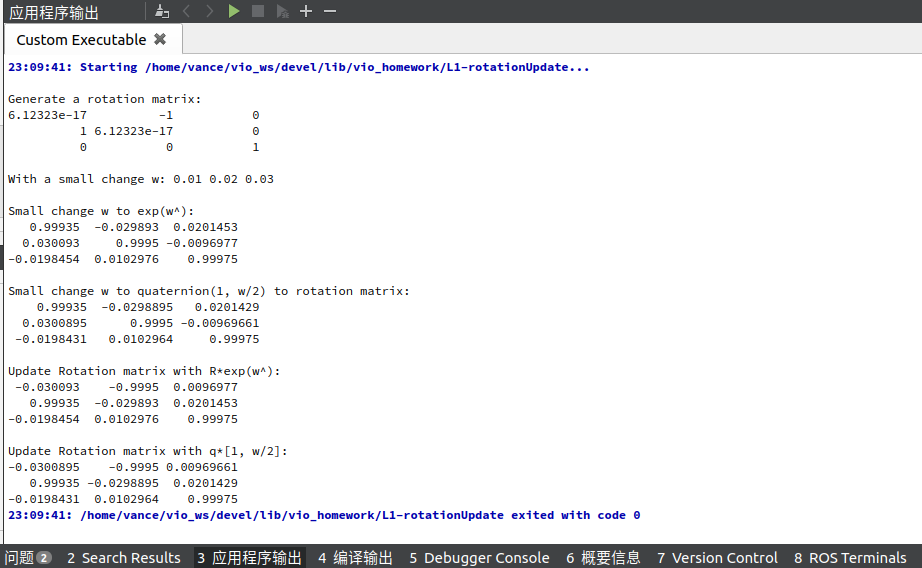 应用程序输出
Custom Executable
23:09:41: Starting /home/vance/vio_ws/devel/lib/vio_homework/L1-rotationUpdate...
Generate a rotation matrix:
6.12323e-17 -1 0
1 6.12323e-17 0
0 0 1
With a small change w: 0.01 0.02 0.03
Small change w to exp(w^):
0.99935 -0.029893 0.0201453
0.030093 0.9995 -0.0096977
-0.0198454 0.0102976 0.99975
Small change w to quaternion(1, w/2) to rotation matrix:
0.99935 -0.0298895 0.0201429
0.0300895 0.9995 -0.00969661
-0.0198431 0.0102964 0.99975
Update Rotation matrix with R*exp(w^):
-0.030093 -0.9995 0.0096977
0.99935 -0.029893 0.0201453
-0.0198454 0.0102976 0.99975
Update Rotation matrix with q*[1, w/2]:
-0.0300895 -0.9995 0.00969661
0.99935 -0.0298895 0.0201429
-0.0198431 0.0102964 0.99975
23:09:41: /home/vance/vio_ws/devel/lib/vio_homework/L1-rotationUpdate exited with code 0
问题 2 2 Search Results 3 应用程序输出 4 编译输出 5 Debugger Console 6 概要信息 7 Version Control 8 ROS Terminals